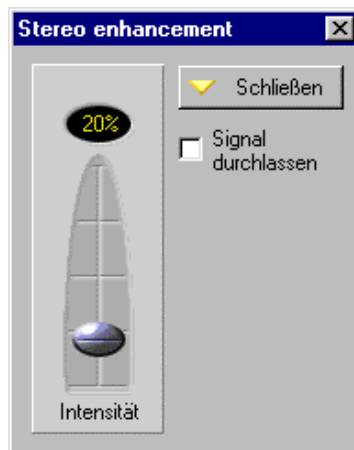 Stereo enhancement
20%
Schließen
Signal
durchlassen
Intensität